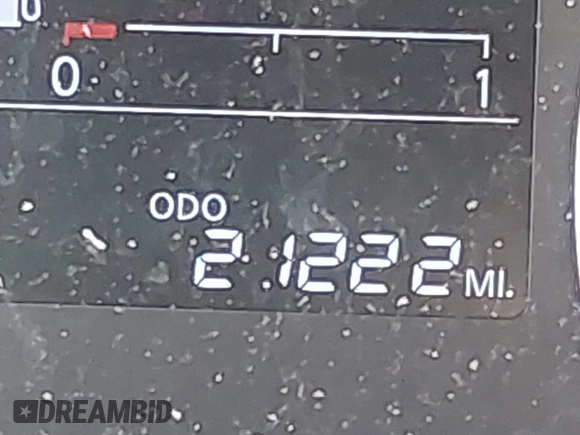 0 1
ODO
21222 MI.
DREAMBID